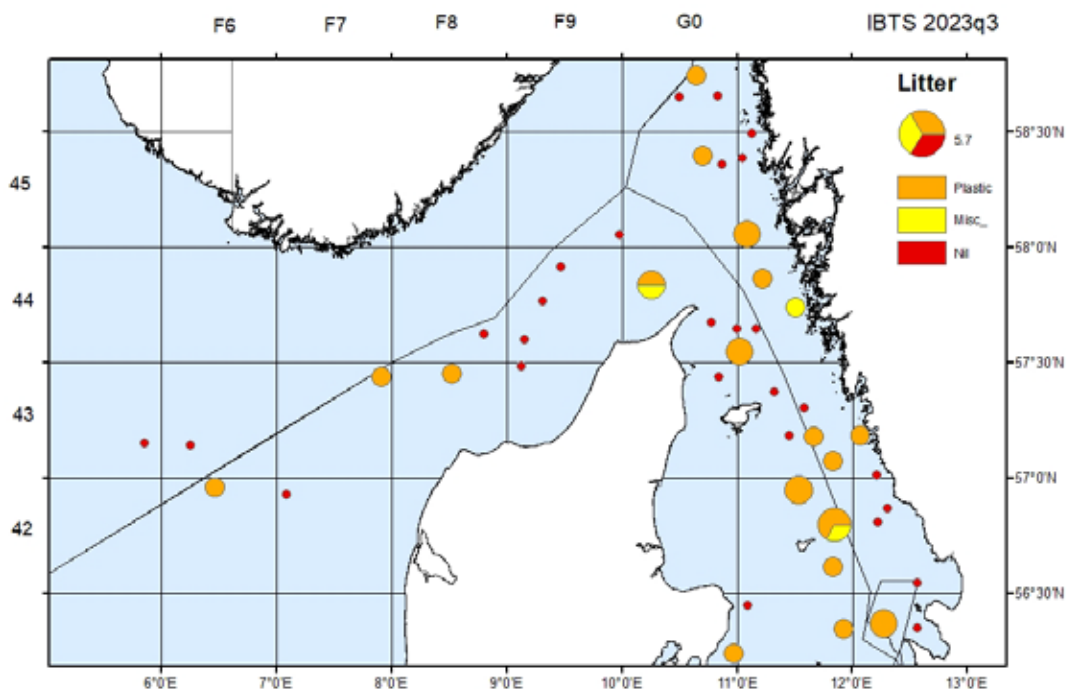 F6 F7 F8 F9 G0 IBTS 2023q3
Litter
5.7
Plastic
Misc_
Nil
45
44
43
42
58°30'N
58°0'N
57°30'N
57°0'N
56°30'N
6°0'E 7°0'E 8°0'E 9°0'E 10°0'E 11°0'E 12°0'E 13°0'E